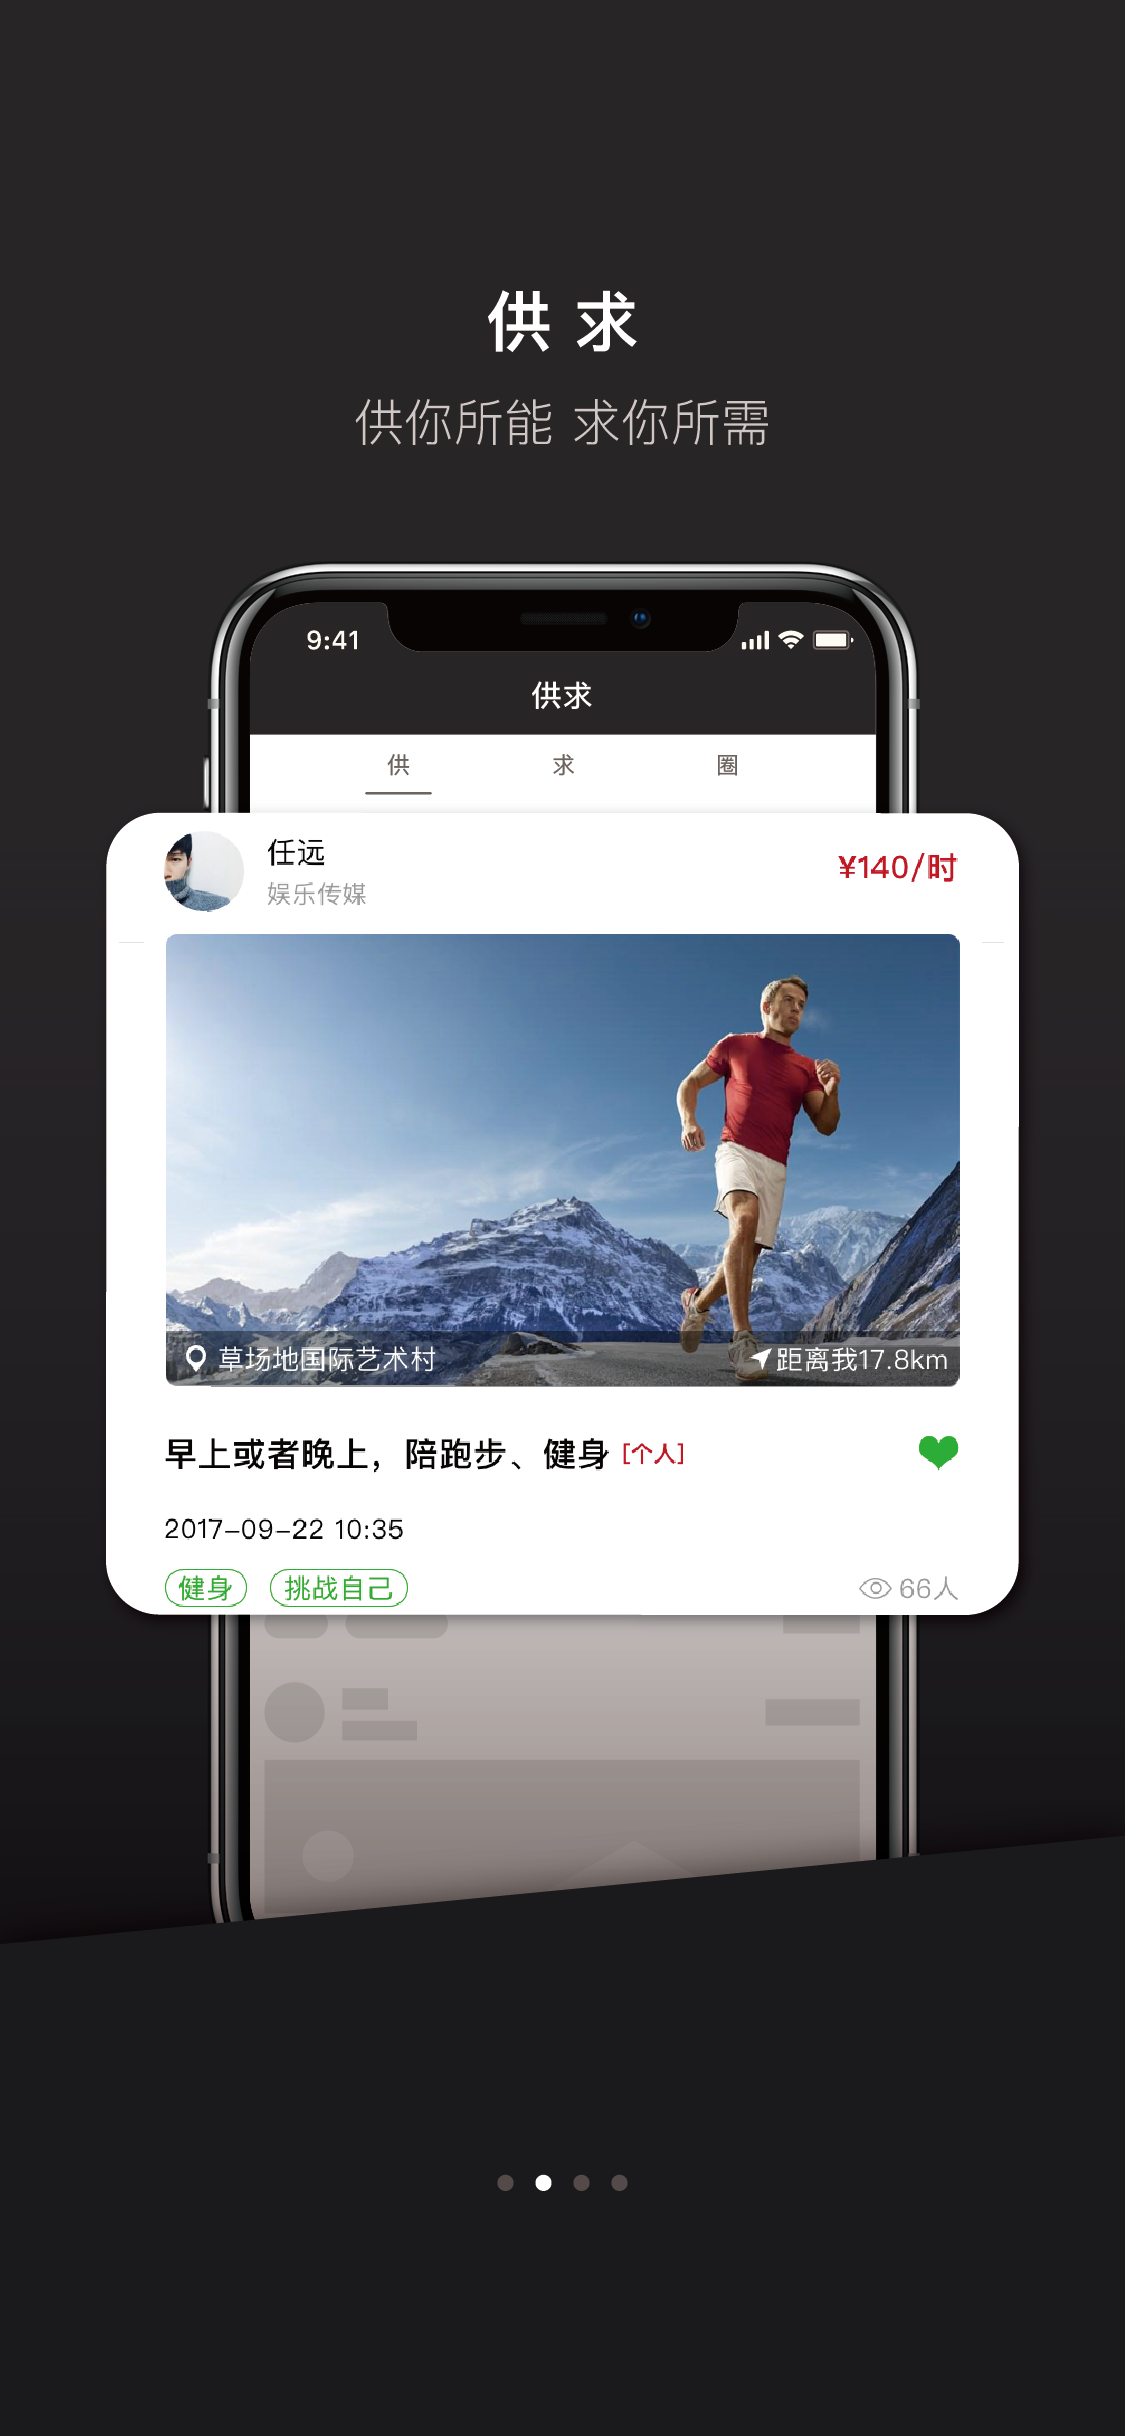 供 求
供你所能 求你所需
9:41
供求
供 求 圈
任远
¥140/时
娱乐传媒
草场地国际艺术村 距离我17.8km
早上或者晚上，陪跑步、健身 [个人]
2017-09-22 10:35
健身 挑战自己 66人